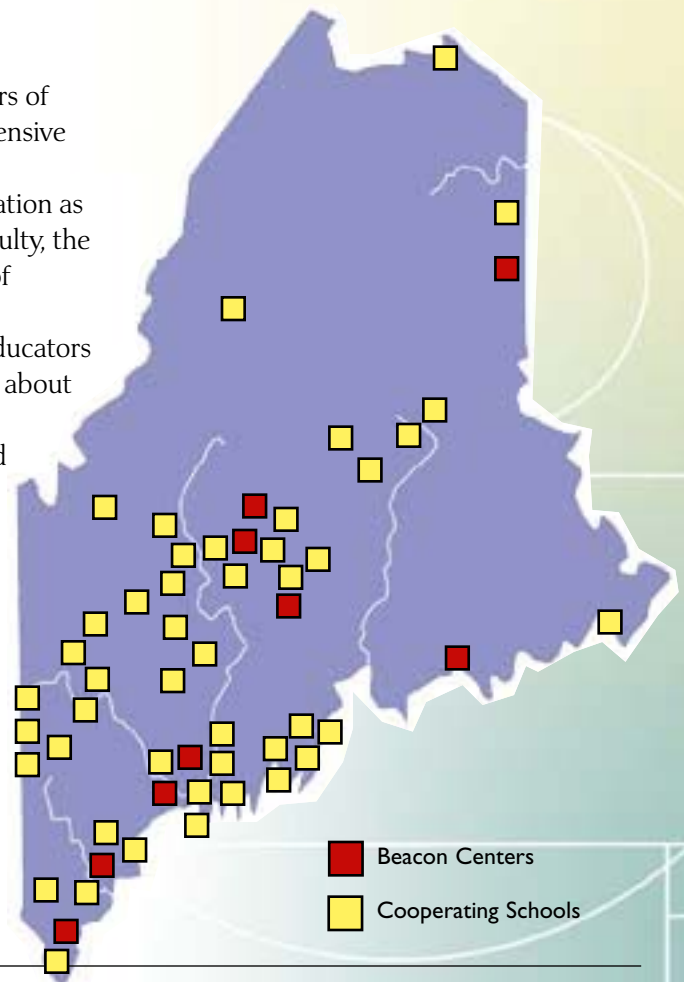 rs of
ensive
ation as
ulty, the
of
ducators
about
d
Beacon Centers
Cooperating Schools